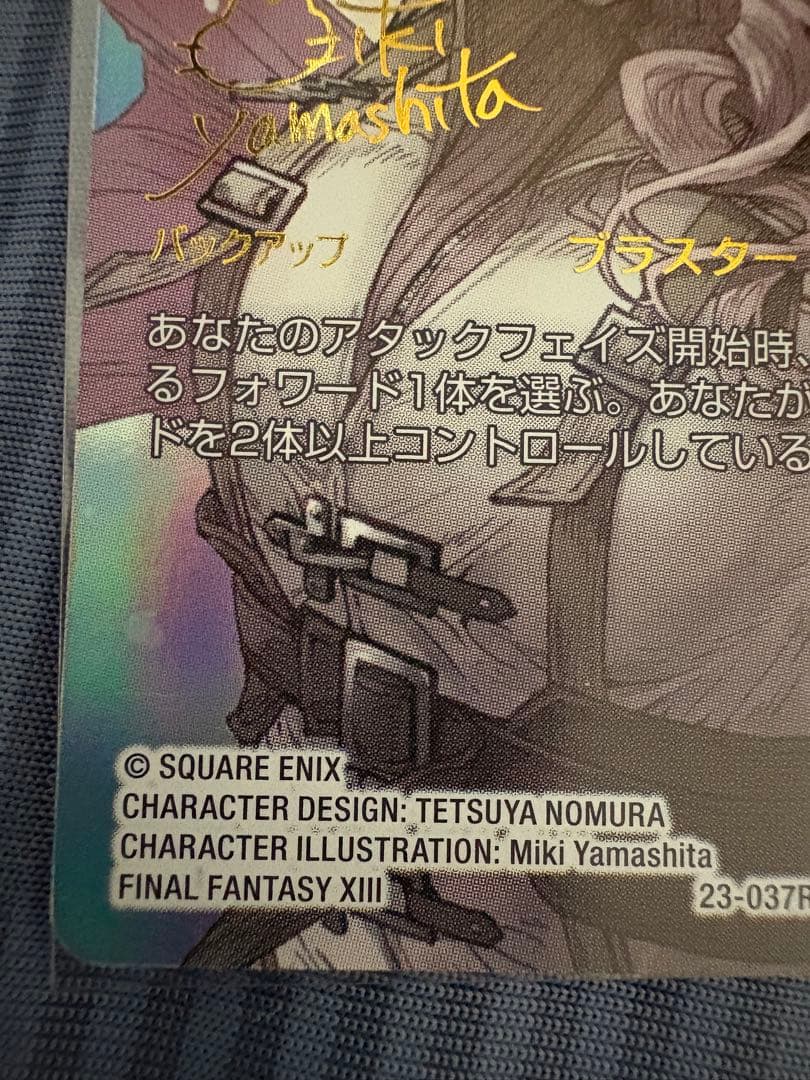 Miki
Yamashita
バックアップ ブラスター
あなたのアタックフェイズ開始時、
るフォワード1体を選ぶ。あなたが
ドを2体以上コントロールしている
© SQUARE ENIX
CHARACTER DESIGN: TETSUYA NOMURA
CHARACTER ILLUSTRATION: Miki Yamashita
FINAL FANTASY XIII 23-037R